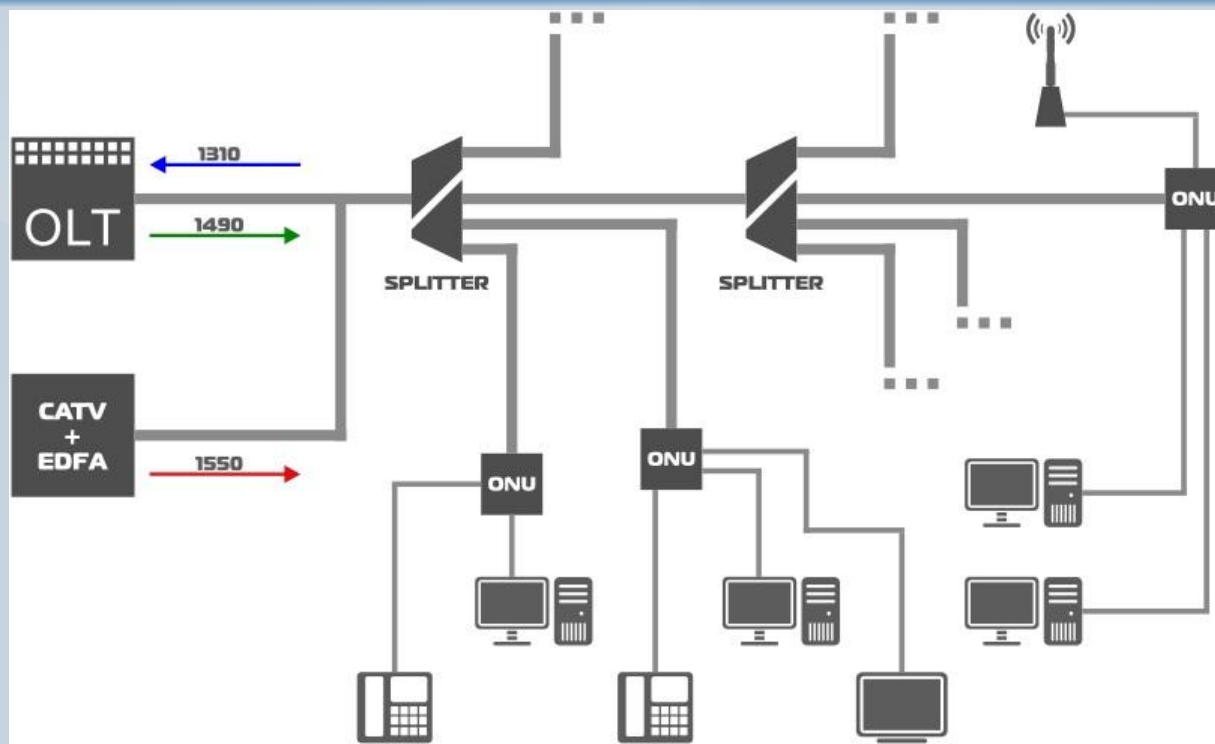 1310
OLT
1490
SPLITTER
SPLITTER
ONU
CATV
+
EDFA
1550
ONU
ONU